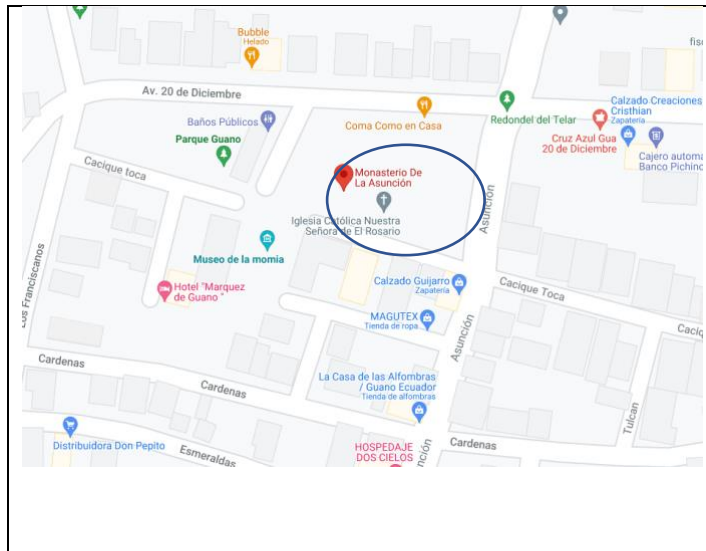 Bubble
Helado
fisc
Av. 20 de Diciembre
Calzado Creaciones
Cristhian
Zapatería
Baños Públicos
Coma Como en Casa
Redondel del Telar
Parque Guano
Cruz Azul Gua
20 de Diciembre
Cajero automa
Banco Pichinc
Cacique toca
Monasterio De
La Asunción
Iglesia Católica Nuestra
Señora de El Rosario
Asunción
Museo de la momia
Los Franciscanos
Hotel "Marquez
de Guano "
Calzado Guijarro
Zapatería
Cacique Toca
MAGUTEX
Tienda de ropa
Caciq
Asunción
Cardenas
Cardenas
La Casa de las Alfombras
/ Guano Ecuador
Tienda de alfombras
Tulcan
Distribuidora Don Pepito
Esmeraldas
HOSPEDAJE
DOS CIELOS
nción
Cardenas